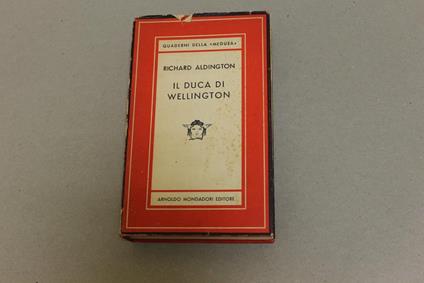 QUADERNI DELLA «MEDUSA»
RICHARD ALDINGTON
IL DUCA DI
WELLINGTON
ARNOLDO MONDADORI EDITORE